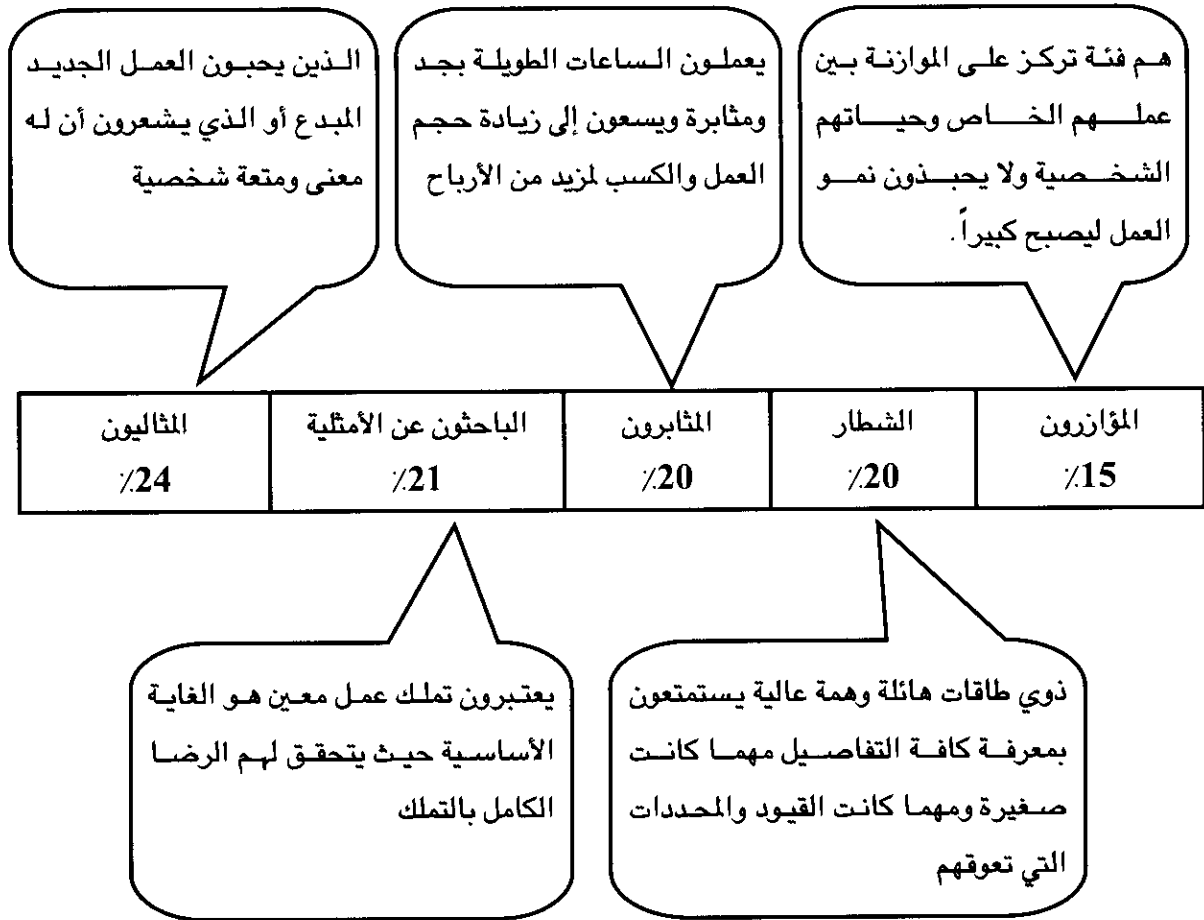 هم فئة تركز على الموازنة بين
عملهم الخاص وحياتهم
الشخصية ولا يحبذون نمو
العمل ليصبح كبيراً.
يعملون الساعات الطويلة بجد
ومثابرة ويسعون إلى زيادة حجم
العمل والكسب لمزيد من الأرباح
الذين يحبون العمل الجديد
المبدع أو الذي يشعرون أن له
معنى ومتعة شخصية
المؤازرون
15٪
الشطار
20٪
المثابرون
20٪
الباحثون عن الأمثلية
21٪
المثاليون
24٪
ذوي طاقات هائلة وهمة عالية يستمتعون
بمعرفة كافة التفاصيل مهما كانت
صغيرة ومهما كانت القيود والمحددات
التي تعوقهم
يعتبرون تملك عمل معين هو الغاية
الأساسية حيث يتحقق لهم الرضا
الكامل بالتملك